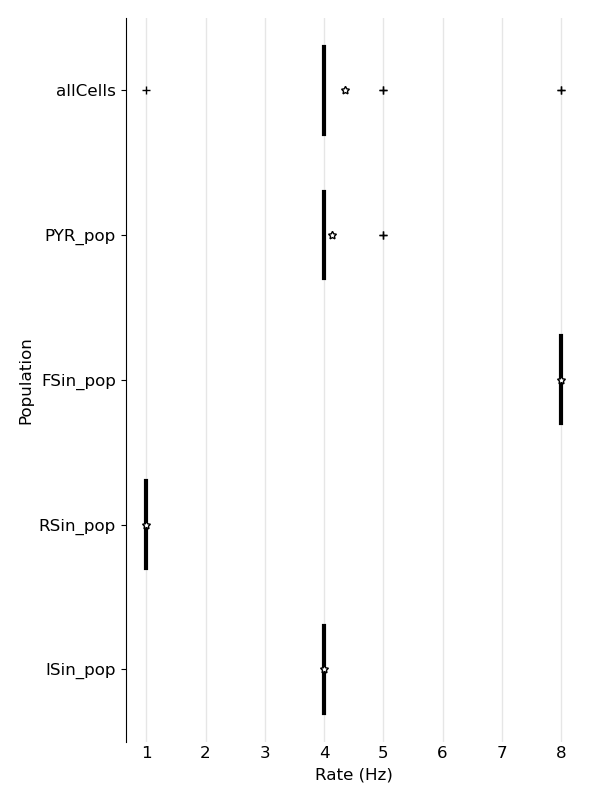 allCells
PYR_pop
FSin_pop
RSin_pop
ISin_pop
Population
1 2 3 4 5 6 7 8
Rate (Hz)